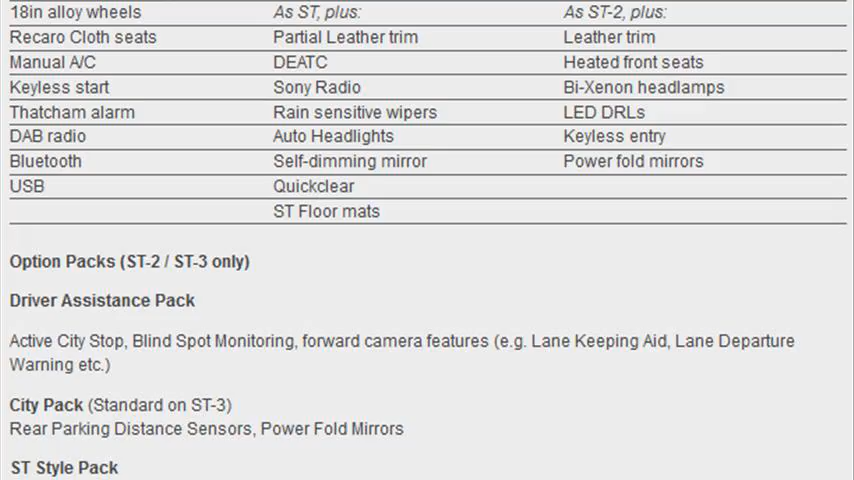 18in alloy wheels As ST, plus: As ST-2, plus:
Recaro Cloth seats Partial Leather trim Leather trim
Manual A/C DEATC Heated front seats
Keyless start Sony Radio Bi-Xenon headlamps
Thatcham alarm Rain sensitive wipers LED DRLs
DAB radio Auto Headlights Keyless entry
Bluetooth Self-dimming mirror Power fold mirrors
USB Quickclear
ST Floor mats
Option Packs (ST-2 / ST-3 only)
Driver Assistance Pack
Active City Stop, Blind Spot Monitoring, forward camera features (e.g. Lane Keeping Aid, Lane Departure
Warning etc.)
City Pack (Standard on ST-3)
Rear Parking Distance Sensors, Power Fold Mirrors
ST Style Pack